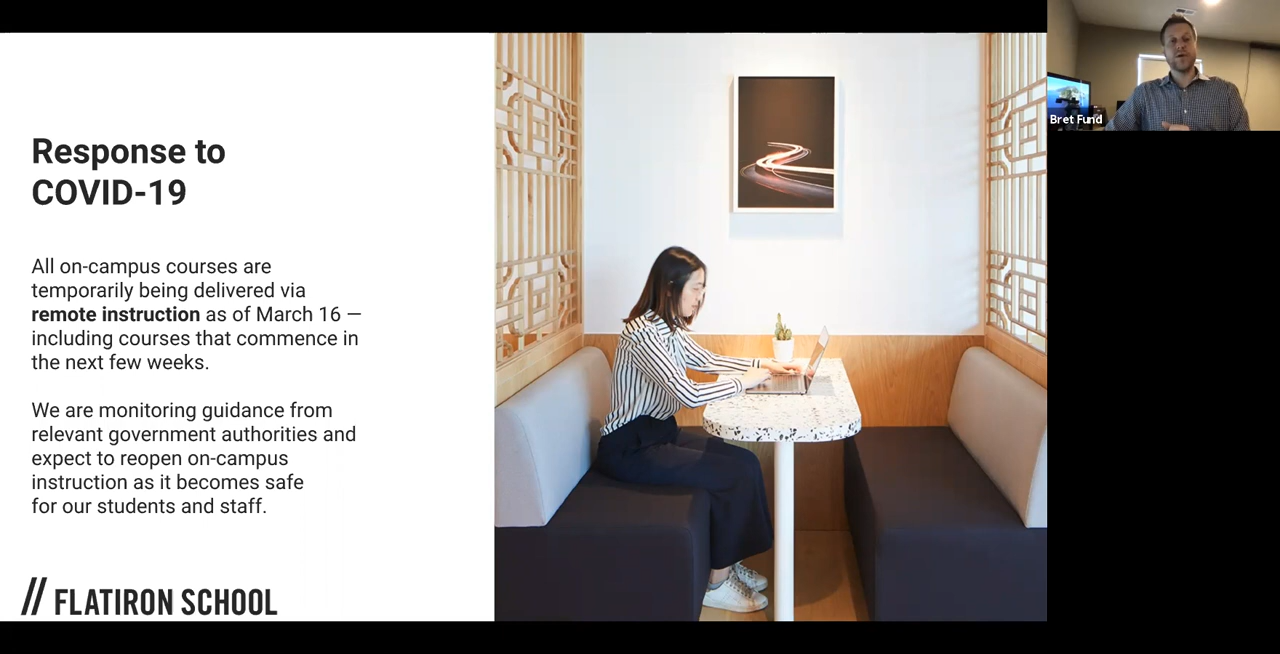 Response to
COVID-19
All on-campus courses are
temporarily being delivered via
remote instruction as of March 16 —
including courses that commence in
the next few weeks.
We are monitoring guidance from
relevant government authorities and
expect to reopen on-campus
instruction as it becomes safe
for our students and staff.
// FLATIRON SCHOOL
Bret Fund